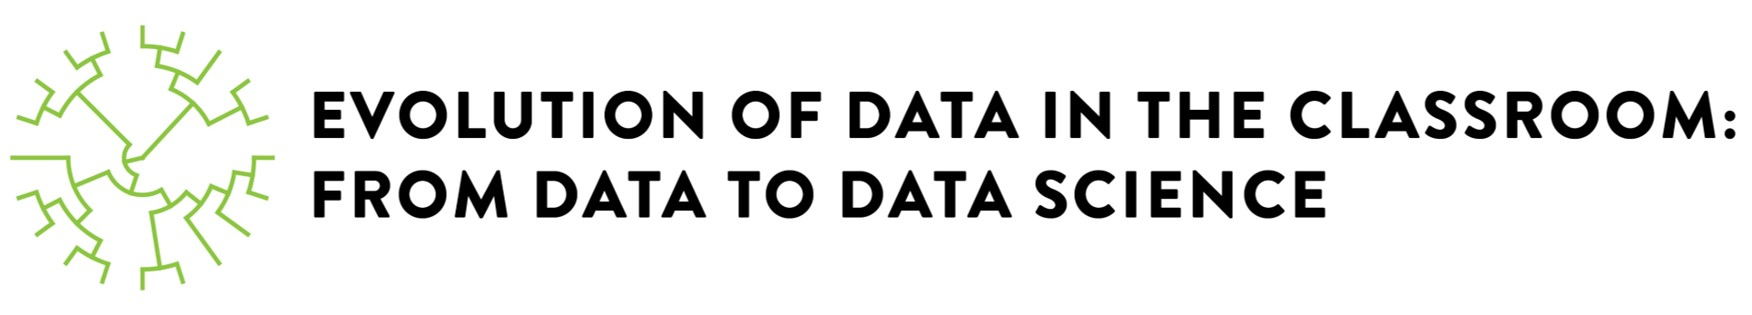 EVOLUTION OF DATA IN THE CLASSROOM:
FROM DATA TO DATA SCIENCE